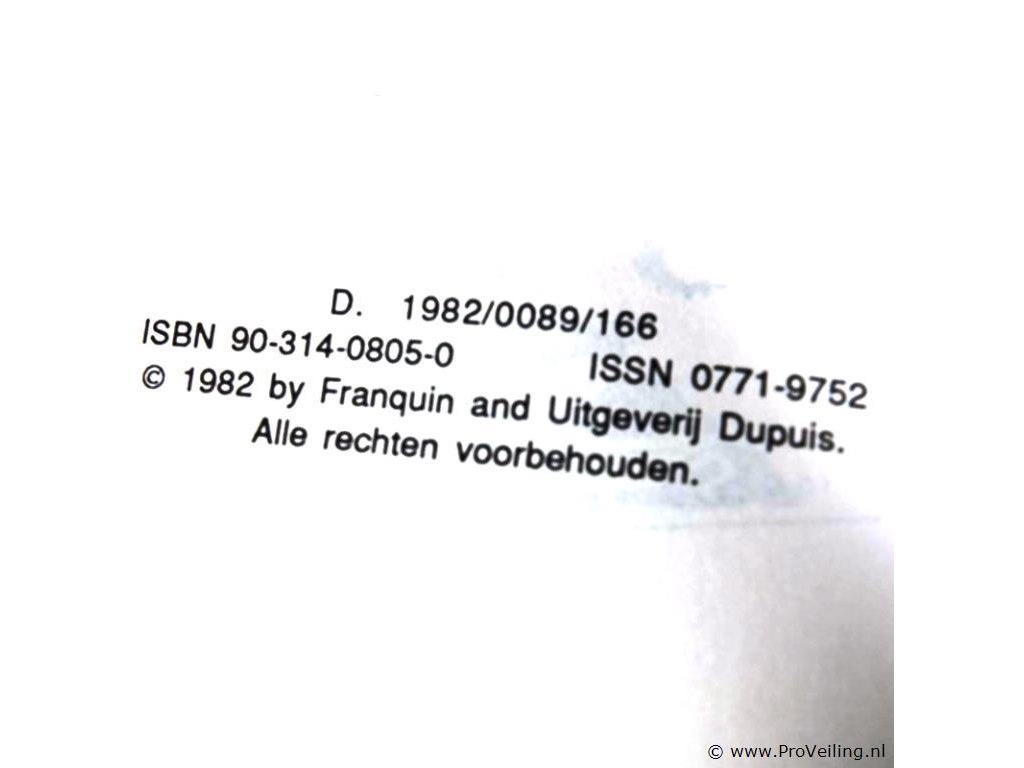 D. 1982/0089/166
ISBN 90-314-0805-0 ISSN 0771-9752
© 1982 by Franquin and Uitgeverij Dupuis.
Alle rechten voorbehouden.
© www.ProVeiling.nl